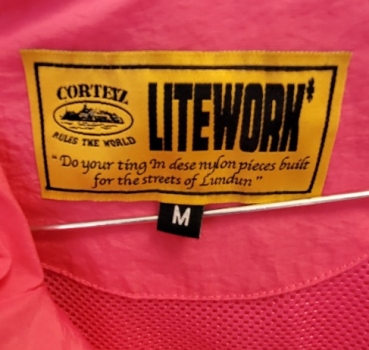 CORTEIZ
RULES THE WORLD
LITEWORK
"Do your ting In dese nylon pieces built
for the streets of Lundun"
M